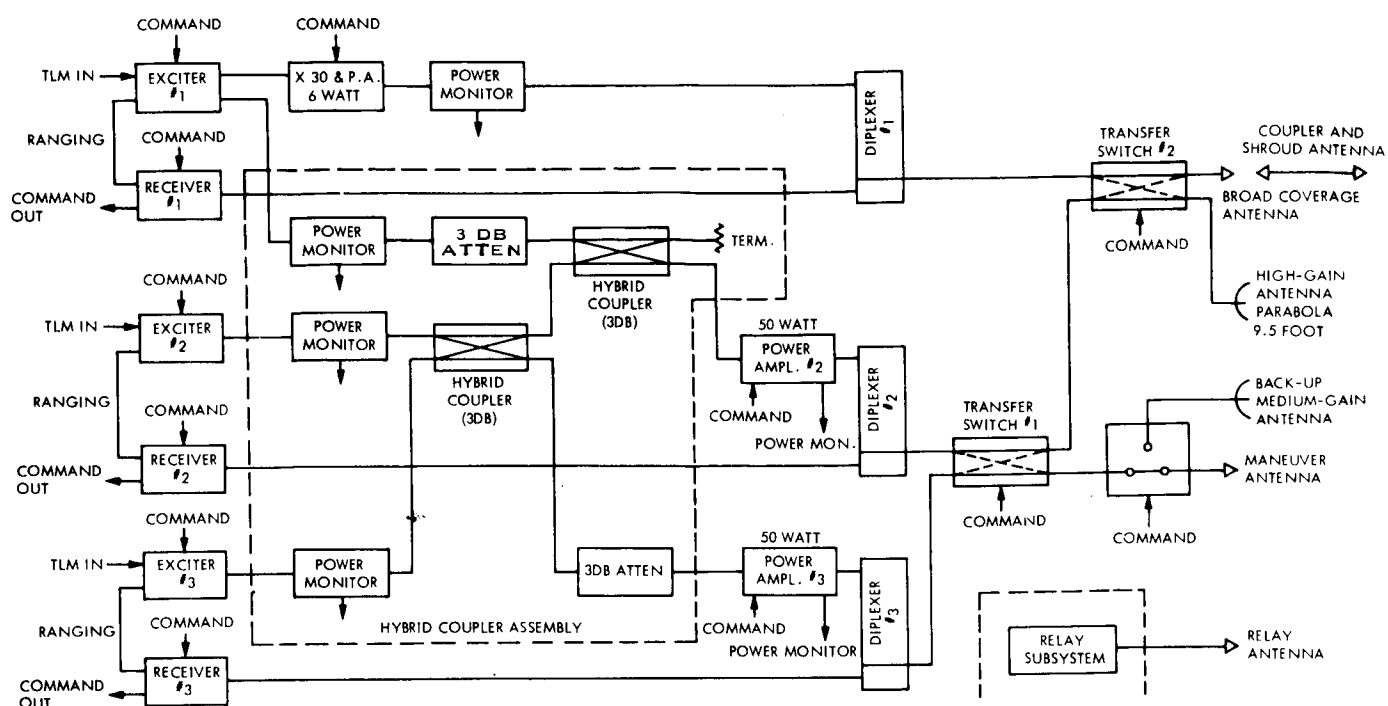 COMMAND
COMMAND
TLM IN
EXCITER
#1
X 30 & P.A.
6 WATT
POWER
MONITOR
DIPLEXER
#1
RANGING
COMMAND
RECEIVER
#1
COMMAND
OUT
TRANSFER
SWITCH #2
COUPLER AND
SHROUD ANTENNA
BROAD COVERAGE
ANTENNA
COMMAND
POWER
MONITOR
3 DB
ATTEN
TERM.
HYBRID
COUPLER
(3DB)
HIGH-GAIN
ANTENNA
PARABOLA
9.5 FOOT
COMMAND
TLM IN
EXCITER
#2
POWER
MONITOR
HYBRID
COUPLER
(3DB)
50 WATT
POWER
AMPL. #2
COMMAND
POWER MON.
DIPLEXER
#2
RANGING
COMMAND
RECEIVER
#2
COMMAND
OUT
TRANSFER
SWITCH #1
COMMAND
BACK-UP
MEDIUM-GAIN
ANTENNA
MANEUVER
ANTENNA
COMMAND
COMMAND
TLM IN
EXCITER
#3
POWER
MONITOR
3DB ATTEN
50 WATT
POWER
AMPL. #3
COMMAND
POWER MONITOR
DIPLEXER
#3
HYBRID COUPLER ASSEMBLY
RANGING
COMMAND
RECEIVER
#3
COMMAND
OUT
RELAY
SUBSYSTEM
RELAY
ANTENNA